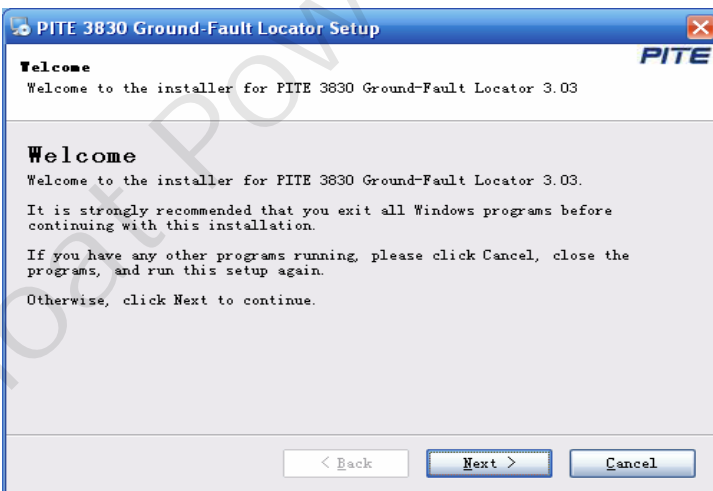 PITE 3830 Ground-Fault Locator Setup
PITE
Welcome
Welcome to the installer for PITE 3830 Ground-Fault Locator 3.03
Welcome
Welcome to the installer for PITE 3830 Ground-Fault Locator 3.03.
It is strongly recommended that you exit all Windows programs before
continuing with this installation.
If you have any other programs running, please click Cancel, close the
programs, and run this setup again.
Otherwise, click Next to continue.
< Back
Next >
Cancel